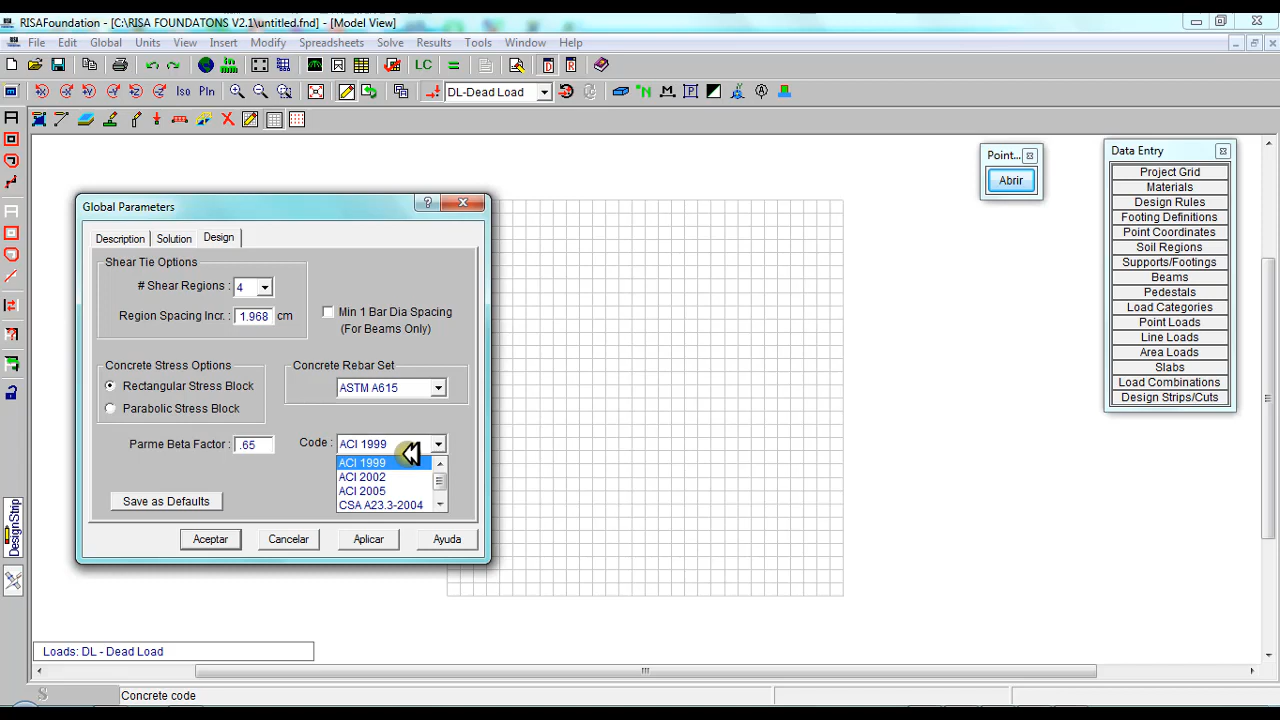 RISAFoundation - [C:\RISA FOUNDATONS V2.1\untitled.fnd] - [Model View]
File Edit Global Units View Insert Modify Spreadsheets Solve Results Tools Window Help
LC = D R
Iso Pln DL-Dead Load
Point...
Abrir
Data Entry
Project Grid
Materials
Design Rules
Footing Definitions
Point Coordinates
Soil Regions
Supports/Footings
Beams
Pedestals
Load Categories
Point Loads
Line Loads
Area Loads
Slabs
Load Combinations
Design Strips/Cuts
Global Parameters
Description Solution Design
Shear Tie Options
# Shear Regions : 4
Region Spacing Incr. : 1.968 cm
Min 1 Bar Dia Spacing
(For Beams Only)
Concrete Stress Options
Rectangular Stress Block
Parabolic Stress Block
Concrete Rebar Set
ASTM A615
Parme Beta Factor : .65
Code : ACI 1999
ACI 1999
ACI 2002
ACI 2005
CSA A23.3-2004
Save as Defaults
Aceptar Cancelar Aplicar Ayuda
DesignStrip
Loads: DL - Dead Load
S Concrete code